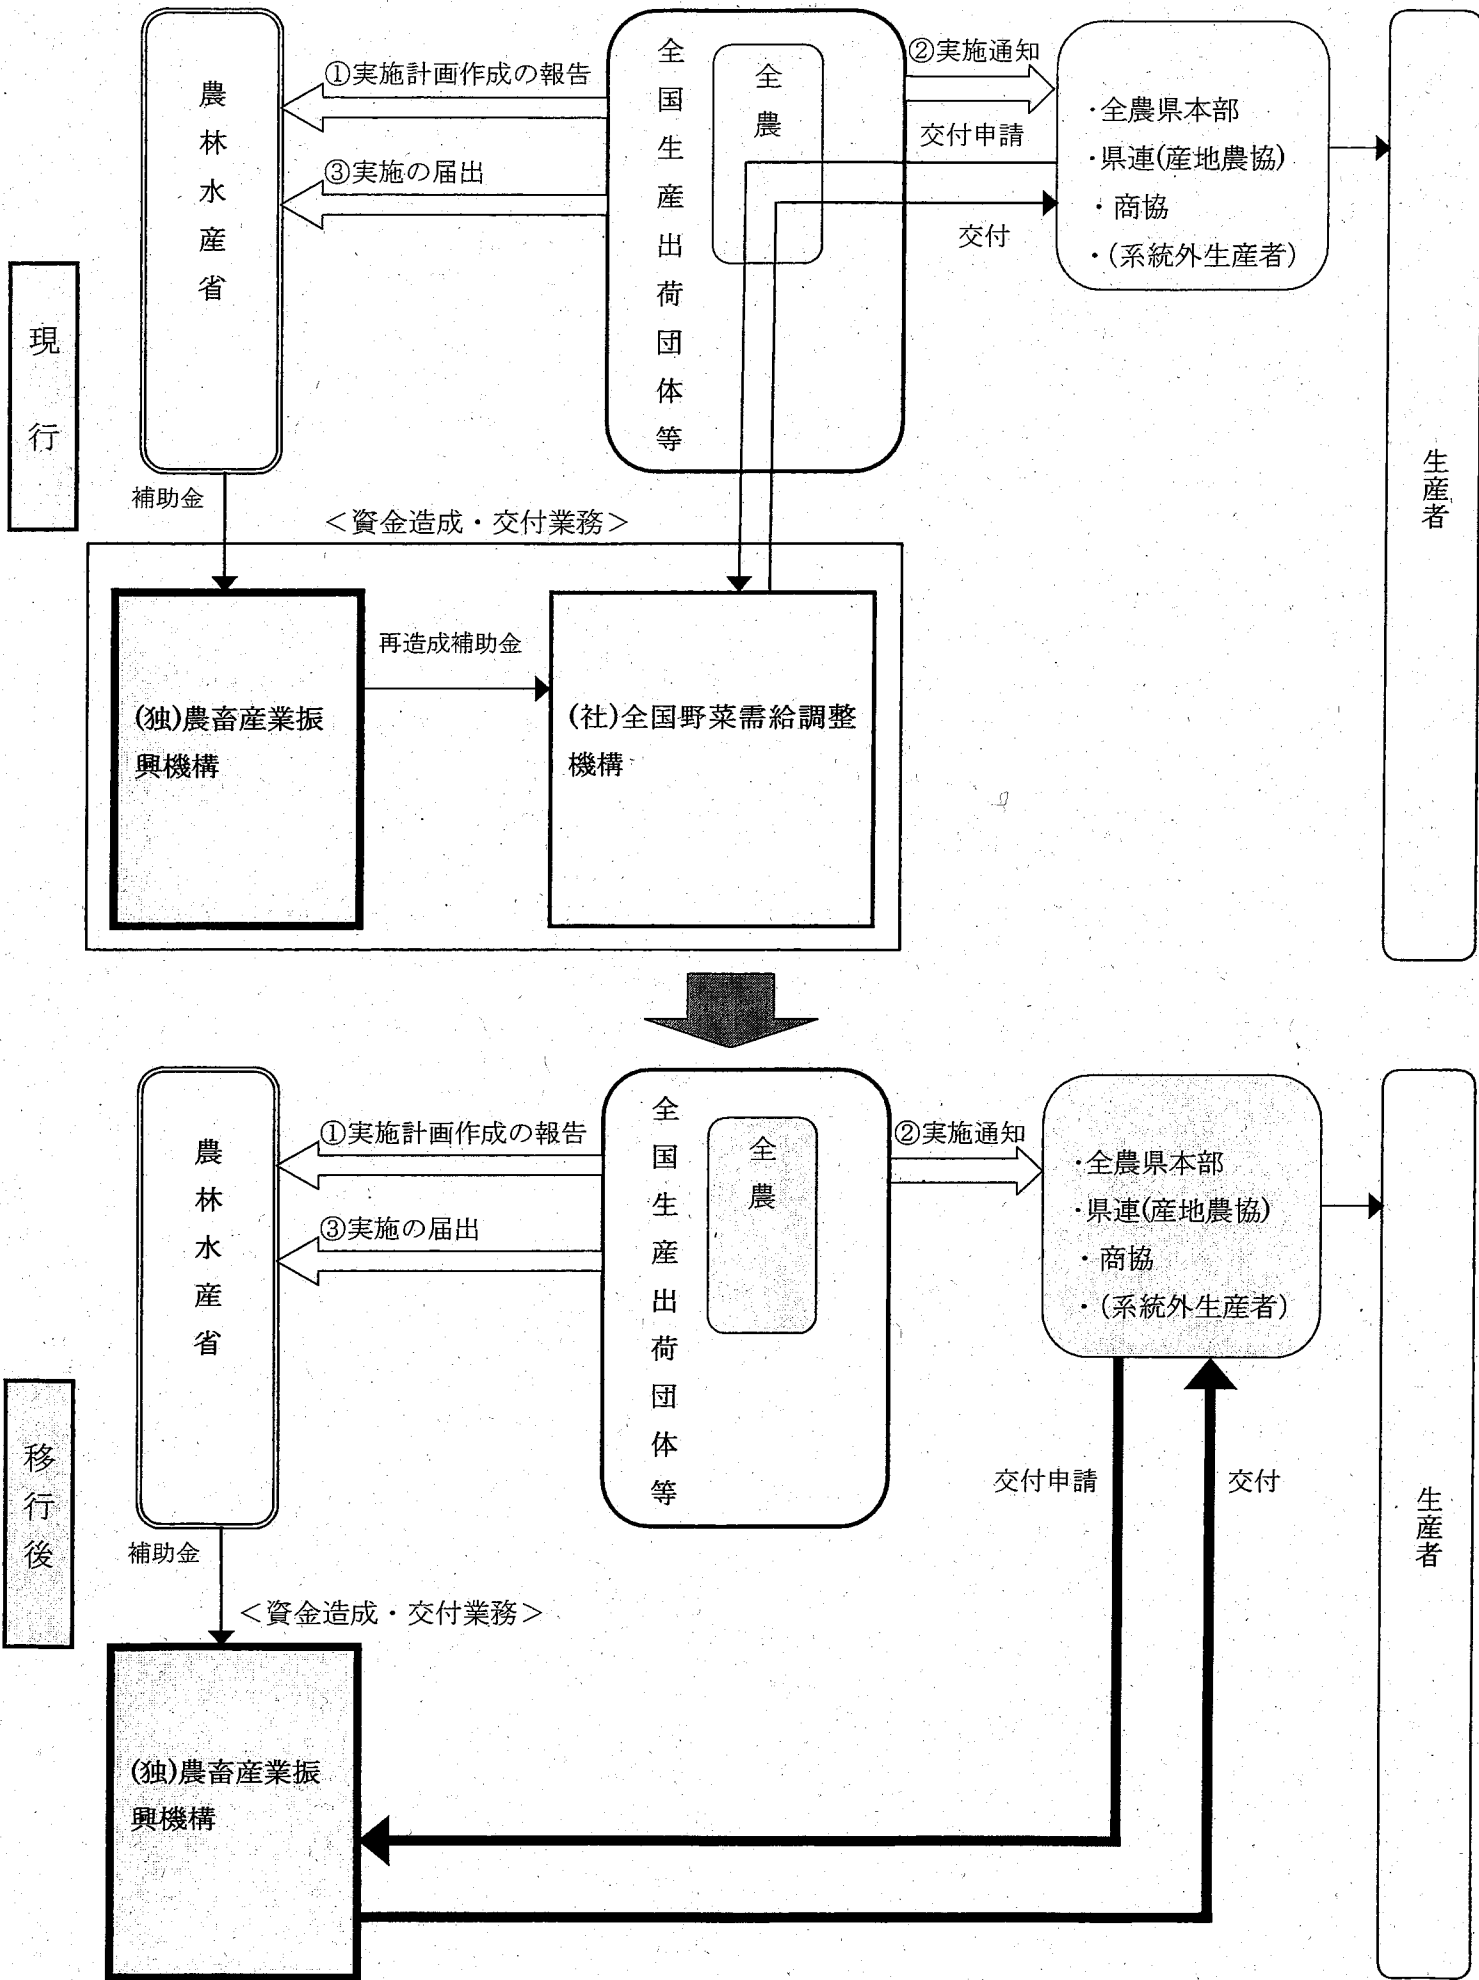 現行
農林水産省
①実施計画作成の報告
③実施の届出
全国生産出荷団体等
全農
②実施通知
交付申請
交付
・全農県本部
・県連(産地農協)
・商協
・(系統外生産者)
生産者
補助金
＜資金造成・交付業務＞
(独)農畜産業振
興機構
再造成補助金
(社)全国野菜需給調整
機構
移行後
農林水産省
①実施計画作成の報告
③実施の届出
全国生産出荷団体等
全農
②実施通知
・全農県本部
・県連(産地農協)
・商協
・(系統外生産者)
交付申請
交付
生産者
補助金
＜資金造成・交付業務＞
(独)農畜産業振
興機構